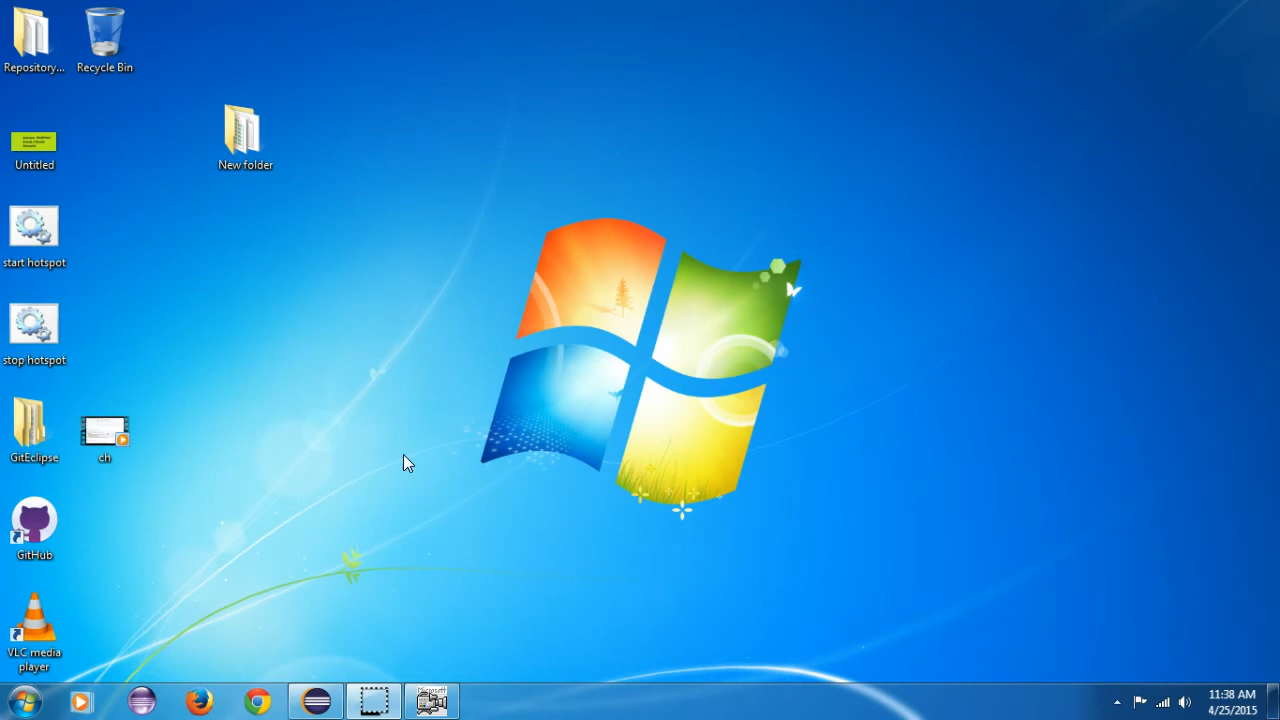 Repository...
Recycle Bin
New folder
Untitled
start hotspot
stop hotspot
GitEclipse
ch
GitHub
VLC media
player
Microsoft
11:38 AM
4/25/2015